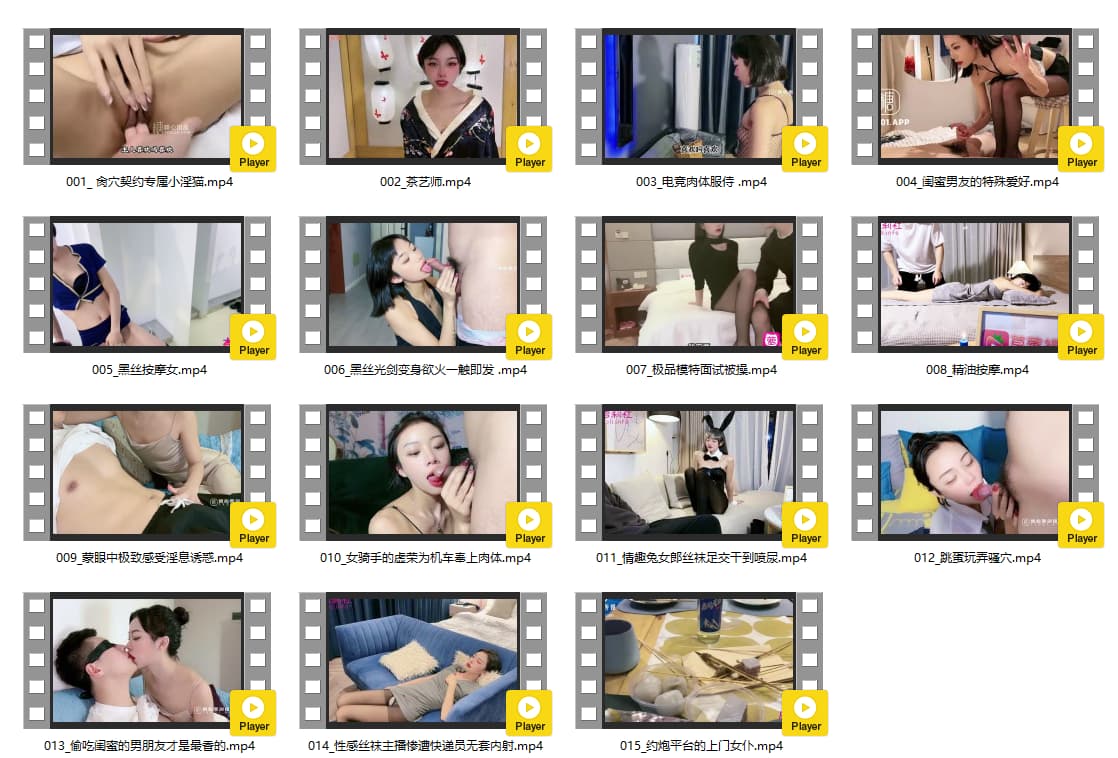 001_ 肏穴契约专属小淫猫.mp4
002_茶艺师.mp4
003_电竞肉体服侍 .mp4
004_闺蜜男友的特殊爱好.mp4
Player
Player
Player
Player
005_黑丝按摩女.mp4
006_黑丝光剑变身欲火一触即发 .mp4
007_极品模特面试被操.mp4
008_精油按摩.mp4
Player
Player
Player
Player
009_蒙眼中极致感受淫息诱惑.mp4
010_女骑手的虚荣为机车奉上肉体.mp4
011_情趣兔女郎丝袜足交干到喷尿.mp4
012_跳蛋玩弄骚穴.mp4
Player
Player
Player
Player
013_偷吃闺蜜的男朋友才是最香的.mp4
014_性感丝袜主播惨遭快递员无套内射.mp4
015_约炮平台的上门女仆.mp4
Player
Player
Player